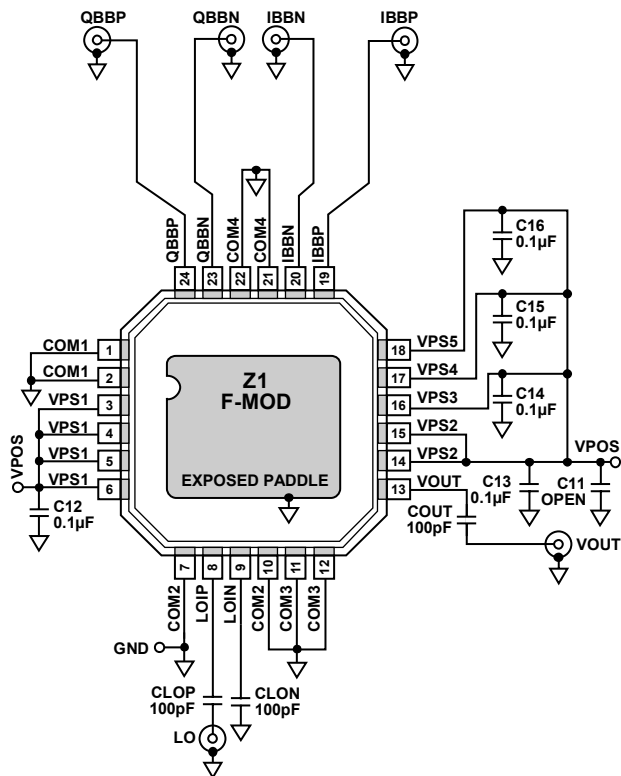 QBBP
QBBN
IBBN
IBBP
QBBP
QBBN
COM4
COM4
IBBN
IBBP
24
23
22
21
20
19
C16
0.1µF
C15
0.1µF
C14
0.1µF
COM1
1
COM1
2
VPS1
3
VPS1
4
VPS1
5
VPS1
6
VPOS
C12
0.1µF
Z1
F-MOD
EXPOSED PADDLE
18
VPS5
17
VPS4
16
VPS3
15
VPS2
14
VPS2
13
VOUT
VPOS
C13
0.1µF
C11
OPEN
COUT
100pF
VOUT
7
8
9
10
11
12
COM2
LOIP
LOIN
COM2
COM3
COM3
GND
CLOP
100pF
CLON
100pF
LO